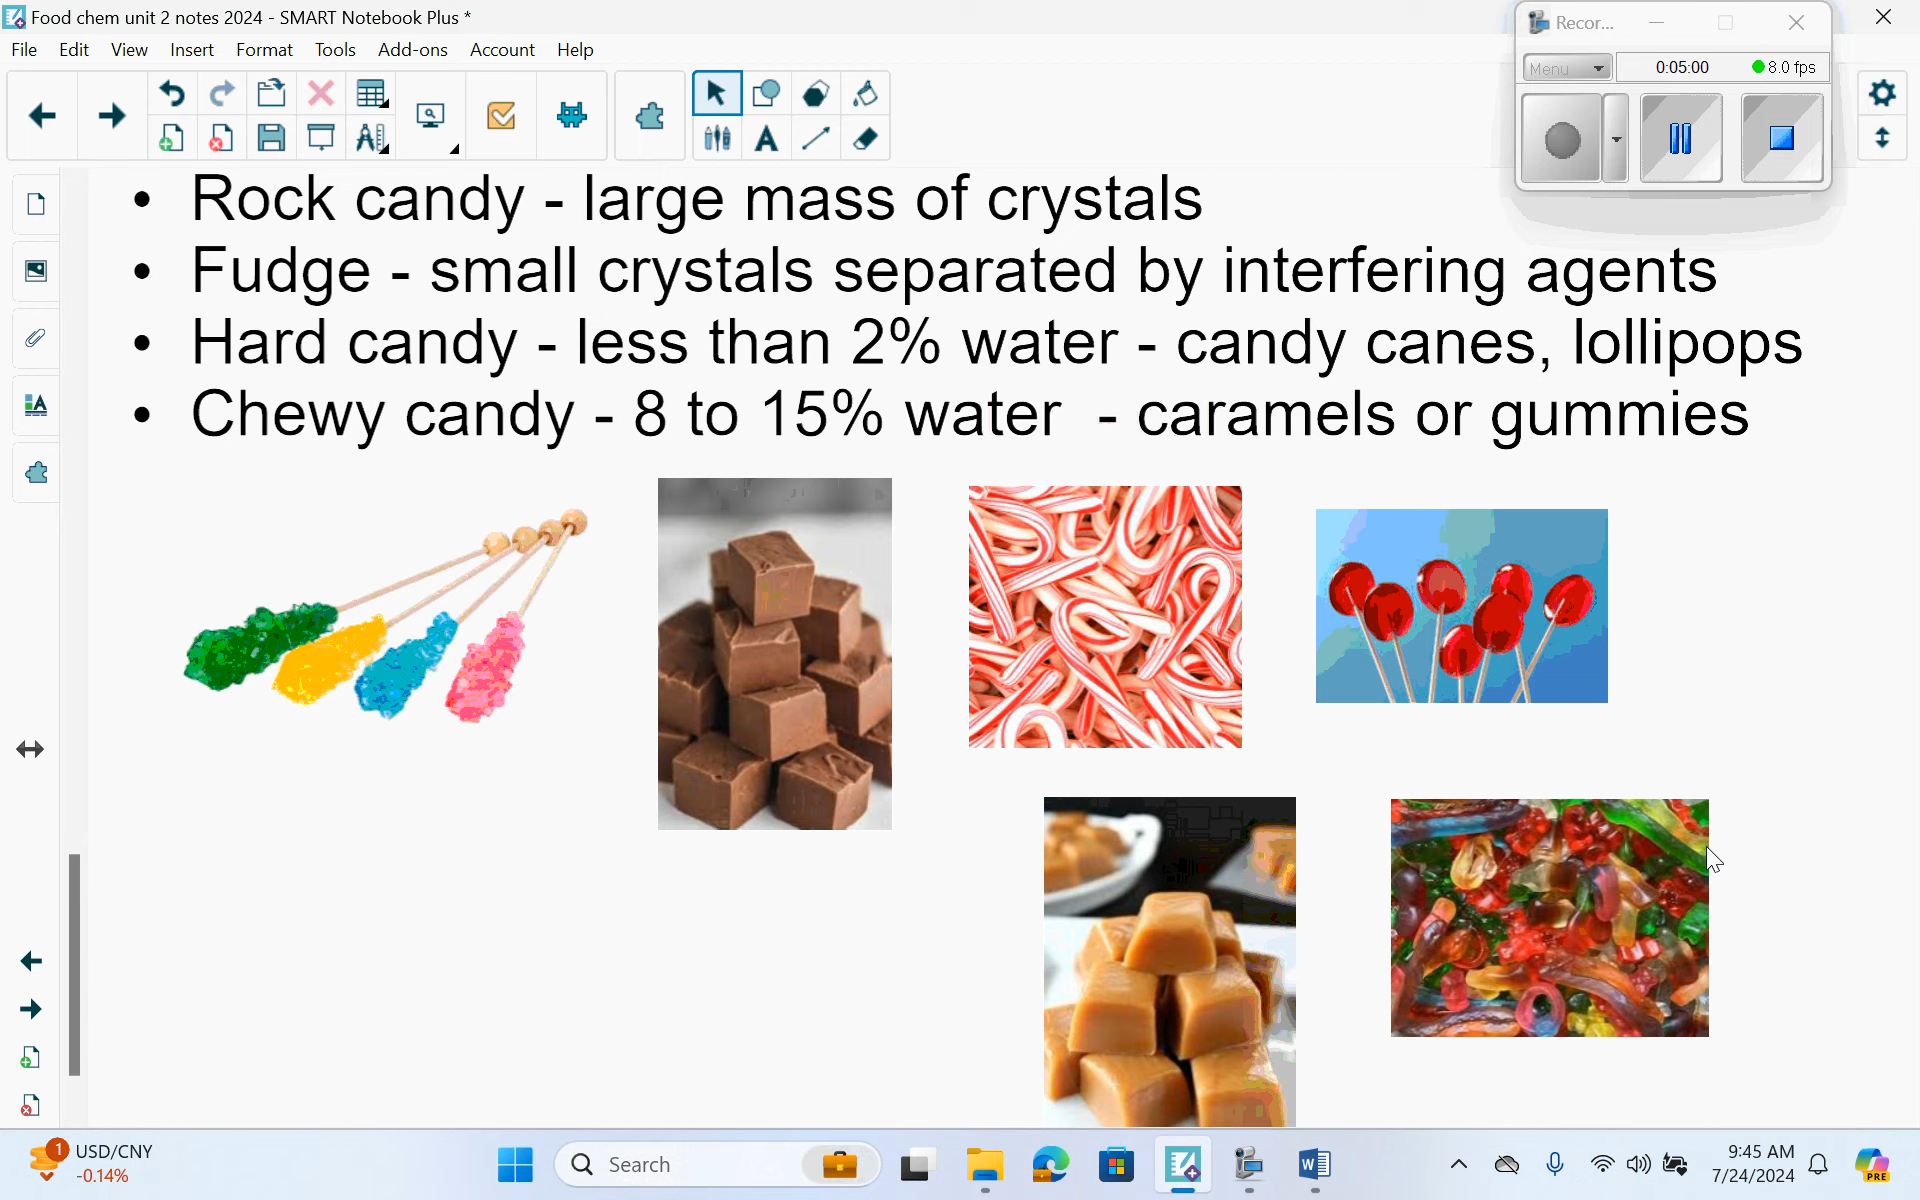 Food chem unit 2 notes 2024 - SMART Notebook Plus *
Recor...
File Edit View Insert Format Tools Add-ons Account Help
Menu 0:05:00 8.0 fps
• Rock candy - large mass of crystals
• Fudge - small crystals separated by interfering agents
• Hard candy - less than 2% water - candy canes, lollipops
• Chewy candy - 8 to 15% water - caramels or gummies
1 USD/CNY
-0.14%
Search
9:45 AM
7/24/2024
PRE